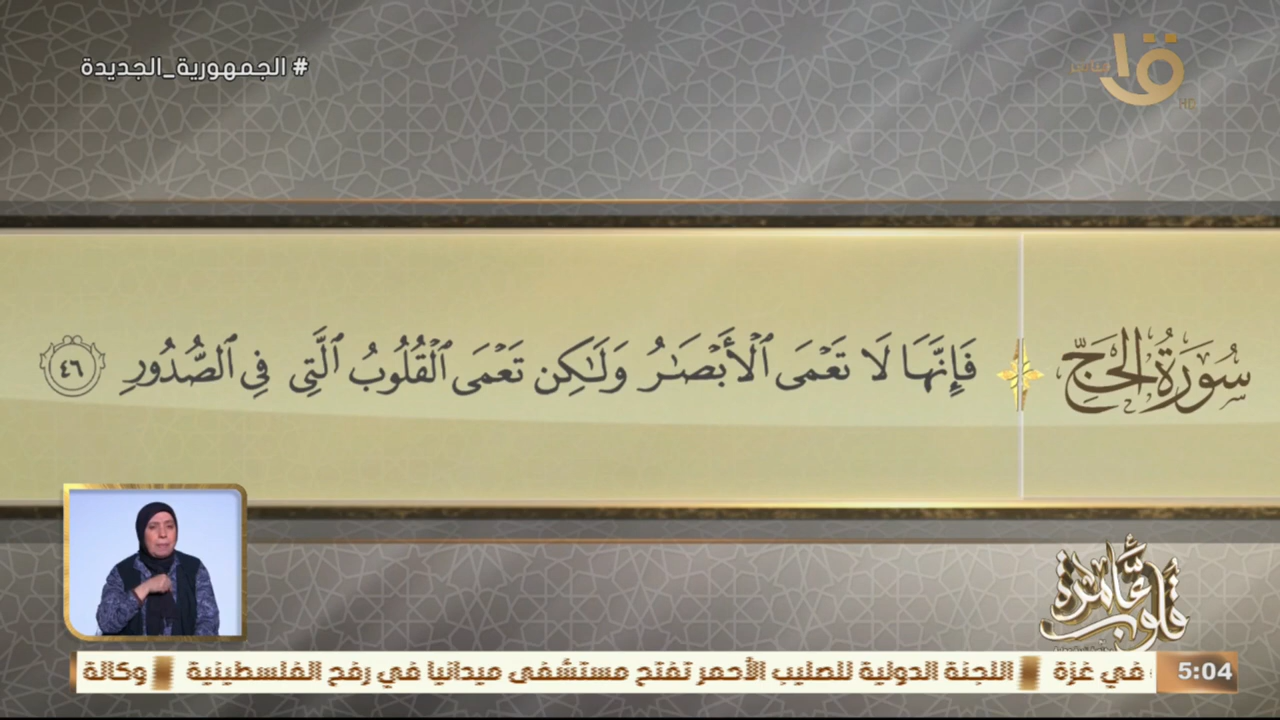 # الجمهورية_الجديدة
HD
سُورَةُ الحَجِّ
فَإِنَّهَا لَا تَعْمَى ٱلْأَبْصَـٰرُ وَلَـٰكِن تَعْمَى ٱلْقُلُوبُ ٱلَّتِى فِى ٱلصُّدُورِ ٤٦
قلوب عامرة
5:04 في غزة اللجنة الدولية للصليب الأحمر تفتح مستشفى ميدانيا في رفح الفلسطينية وكالة